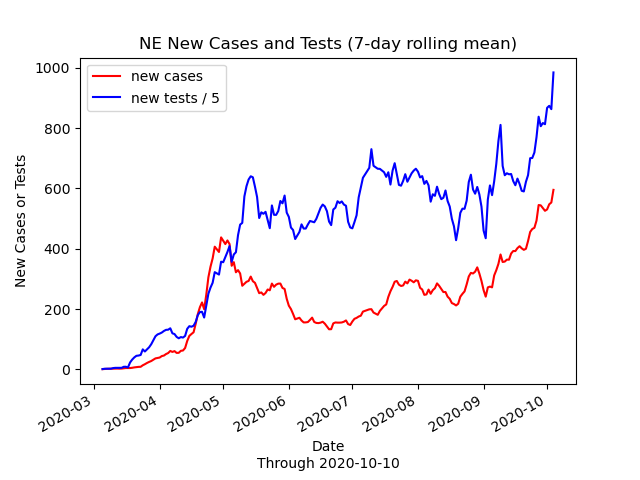 NE New Cases and Tests (7-day rolling mean)
new cases
new tests / 5
New Cases or Tests
1000
800
600
400
200
0
2020-03
2020-04
2020-05
2020-06
2020-07
2020-08
2020-09
2020-10
Date
Through 2020-10-10